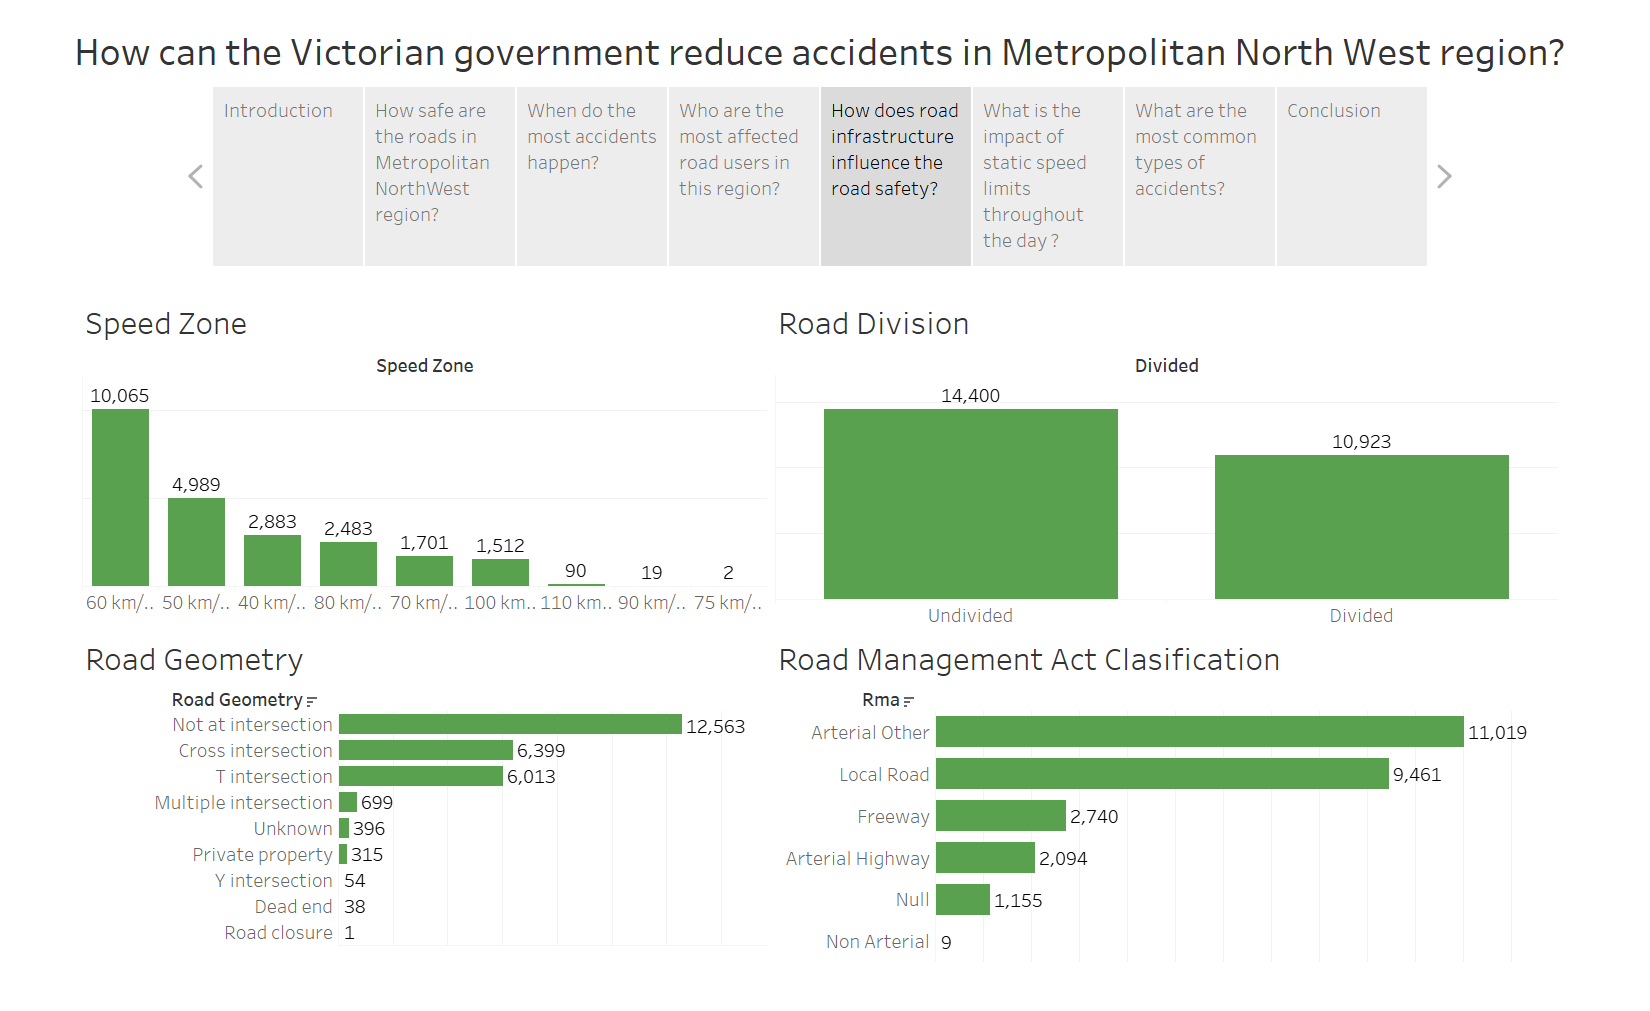 How can the Victorian government reduce accidents in Metropolitan North West region?
Introduction
How safe are
the roads in
Metropolitan
NorthWest
region?
When do the
most accidents
happen?
Who are the
most affected
road users in
this region?
How does road
infrastructure
influence the
road safety?
What is the
impact of
static speed
limits
throughout
the day ?
What are the
most common
types of
accidents?
Conclusion
Speed Zone
Speed Zone
10,065
4,989
2,883
2,483
1,701
1,512
90
19
2
60 km/..
50 km/..
40 km/..
80 km/..
70 km/..
100 km..
110 km..
90 km/..
75 km/..
Road Division
Divided
14,400
10,923
Undivided
Divided
Road Geometry
Road Geometry
Not at intersection 12,563
Cross intersection 6,399
T intersection 6,013
Multiple intersection 699
Unknown 396
Private property 315
Y intersection 54
Dead end 38
Road closure 1
Road Management Act Clasification
Rma
Arterial Other 11,019
Local Road 9,461
Freeway 2,740
Arterial Highway 2,094
Null 1,155
Non Arterial 9